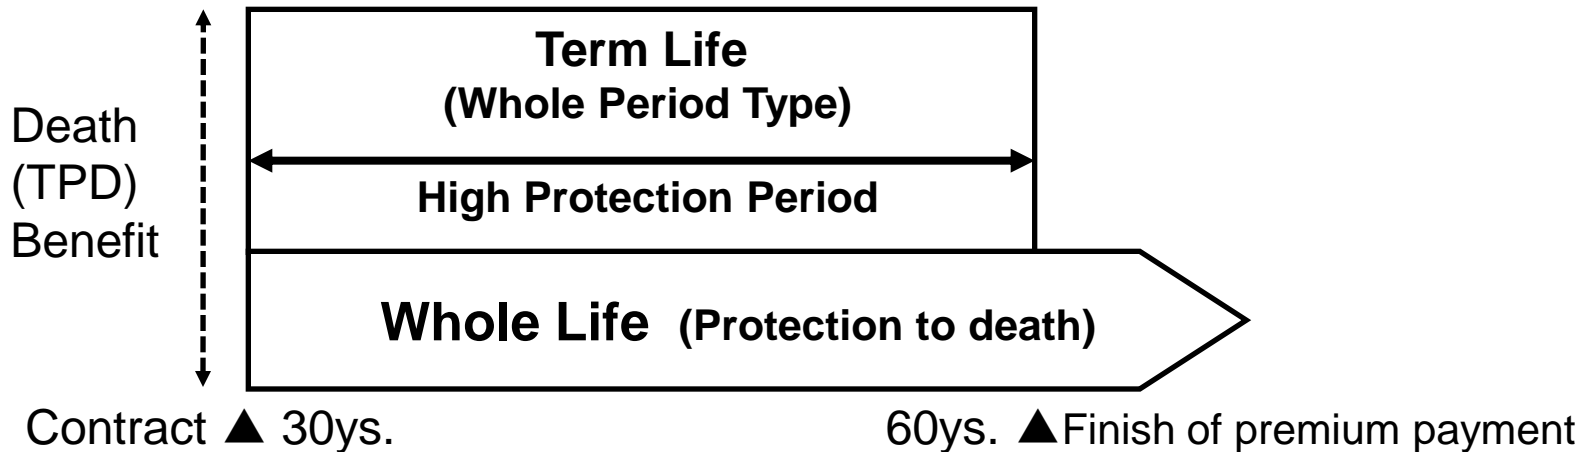 Term Life
(Whole Period Type)
Death
(TPD)
Benefit
High Protection Period
Whole Life (Protection to death)
Contract ▲ 30ys.
60ys. ▲Finish of premium payment